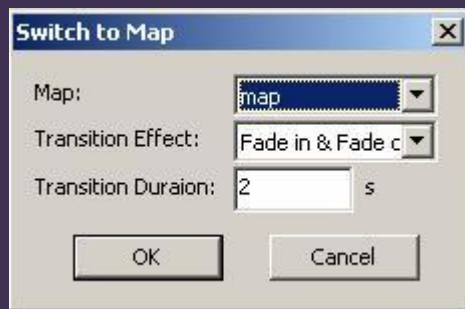 Switch to Map
Map: map
Transition Effect: Fade in & Fade
Transition Duraion: 2 s
OK Cancel